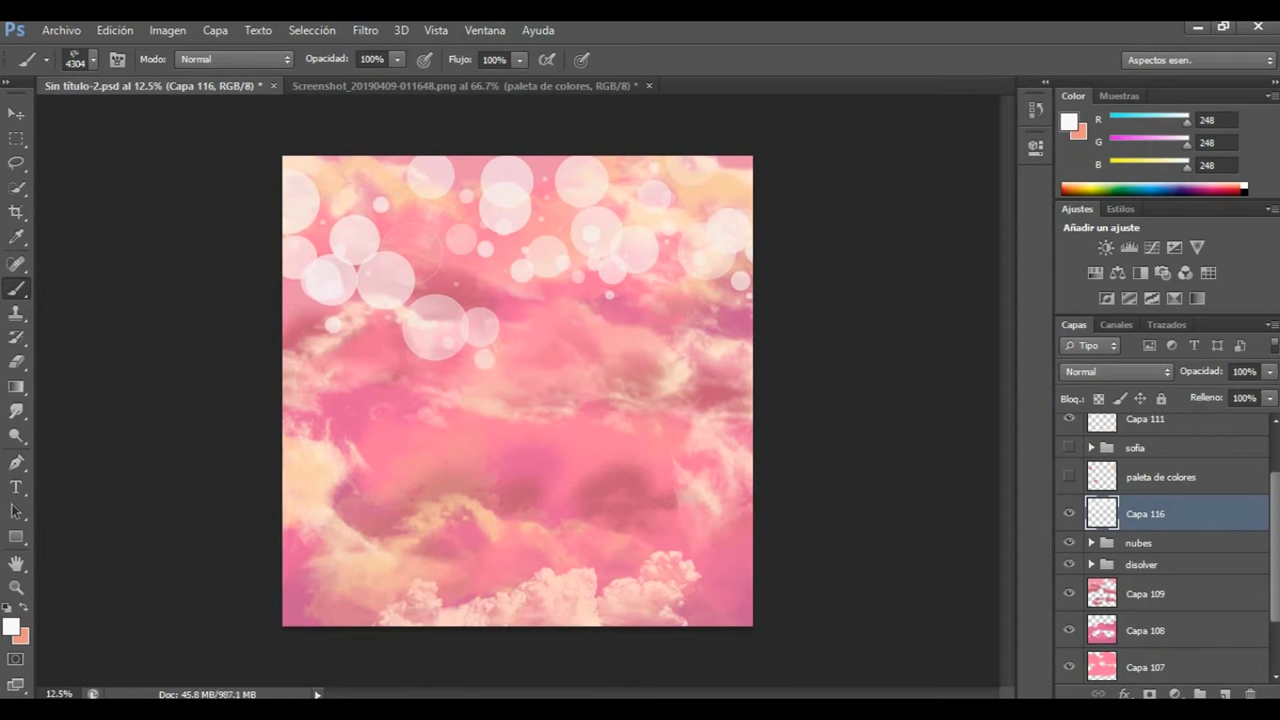 Ps Archivo Edición Imagen Capa Texto Selección Filtro 3D Vista Ventana Ayuda
4304 Modo: Normal Opacidad: 100% Flujo: 100% Aspectos esen.
Sin título-2.psd al 12.5% (Capa 116, RGB/8) * × Screenshot_20190409-011648.png al 66.7% (paleta de colores, RGB/8) * ×
Color Muestras
R 248
G 248
B 248
Ajustes Estilos
Añadir un ajuste
Capas Canales Trazados
Tipo
Normal Opacidad: 100%
Bloq.: Relleno: 100%
Capa 111
sofia
paleta de colores
Capa 116
nubes
disolver
Capa 109
Capa 108
Capa 107
T
12.5% Doc: 45.8 MB/987.1 MB
fx